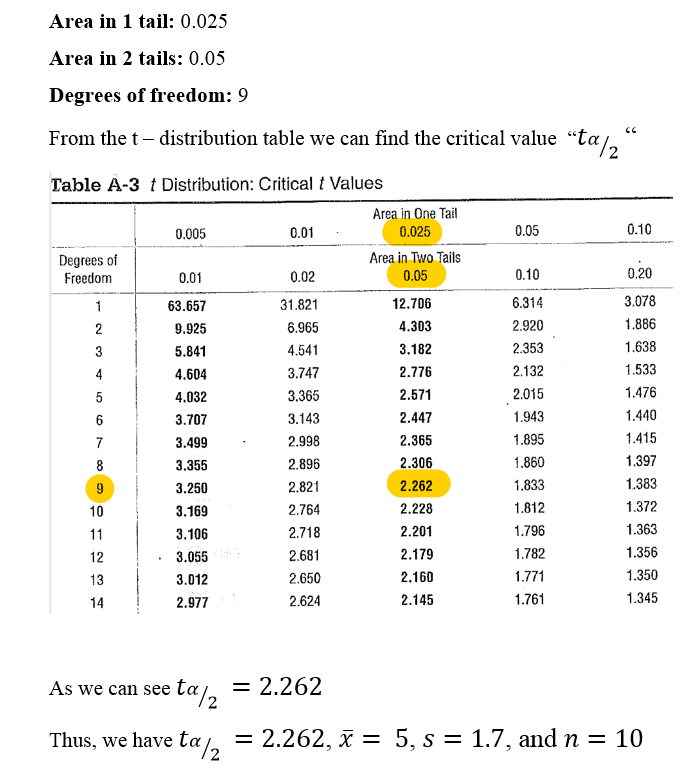 Area in 1 tail: 0.025
Area in 2 tails: 0.05
Degrees of freedom: 9
From the t – distribution table we can find the critical value “tα/2“
Table A-3 t Distribution: Critical t Values
Area in One Tail
0.005 0.01 0.025 0.05 0.10
Degrees of Freedom
Area in Two Tails
0.01 0.02 0.05 0.10 0.20
1 63.657 31.821 12.706 6.314 3.078
2 9.925 6.965 4.303 2.920 1.886
3 5.841 4.541 3.182 2.353 1.638
4 4.604 3.747 2.776 2.132 1.533
5 4.032 3.365 2.571 2.015 1.476
6 3.707 3.143 2.447 1.943 1.440
7 3.499 2.998 2.365 1.895 1.415
8 3.355 2.896 2.306 1.860 1.397
9 3.250 2.821 2.262 1.833 1.383
10 3.169 2.764 2.228 1.812 1.372
11 3.106 2.718 2.201 1.796 1.363
12 3.055 2.681 2.179 1.782 1.356
13 3.012 2.650 2.160 1.771 1.350
14 2.977 2.624 2.145 1.761 1.345
As we can see tα/2 = 2.262
Thus, we have tα/2 = 2.262, x̄ = 5, s = 1.7, and n = 10